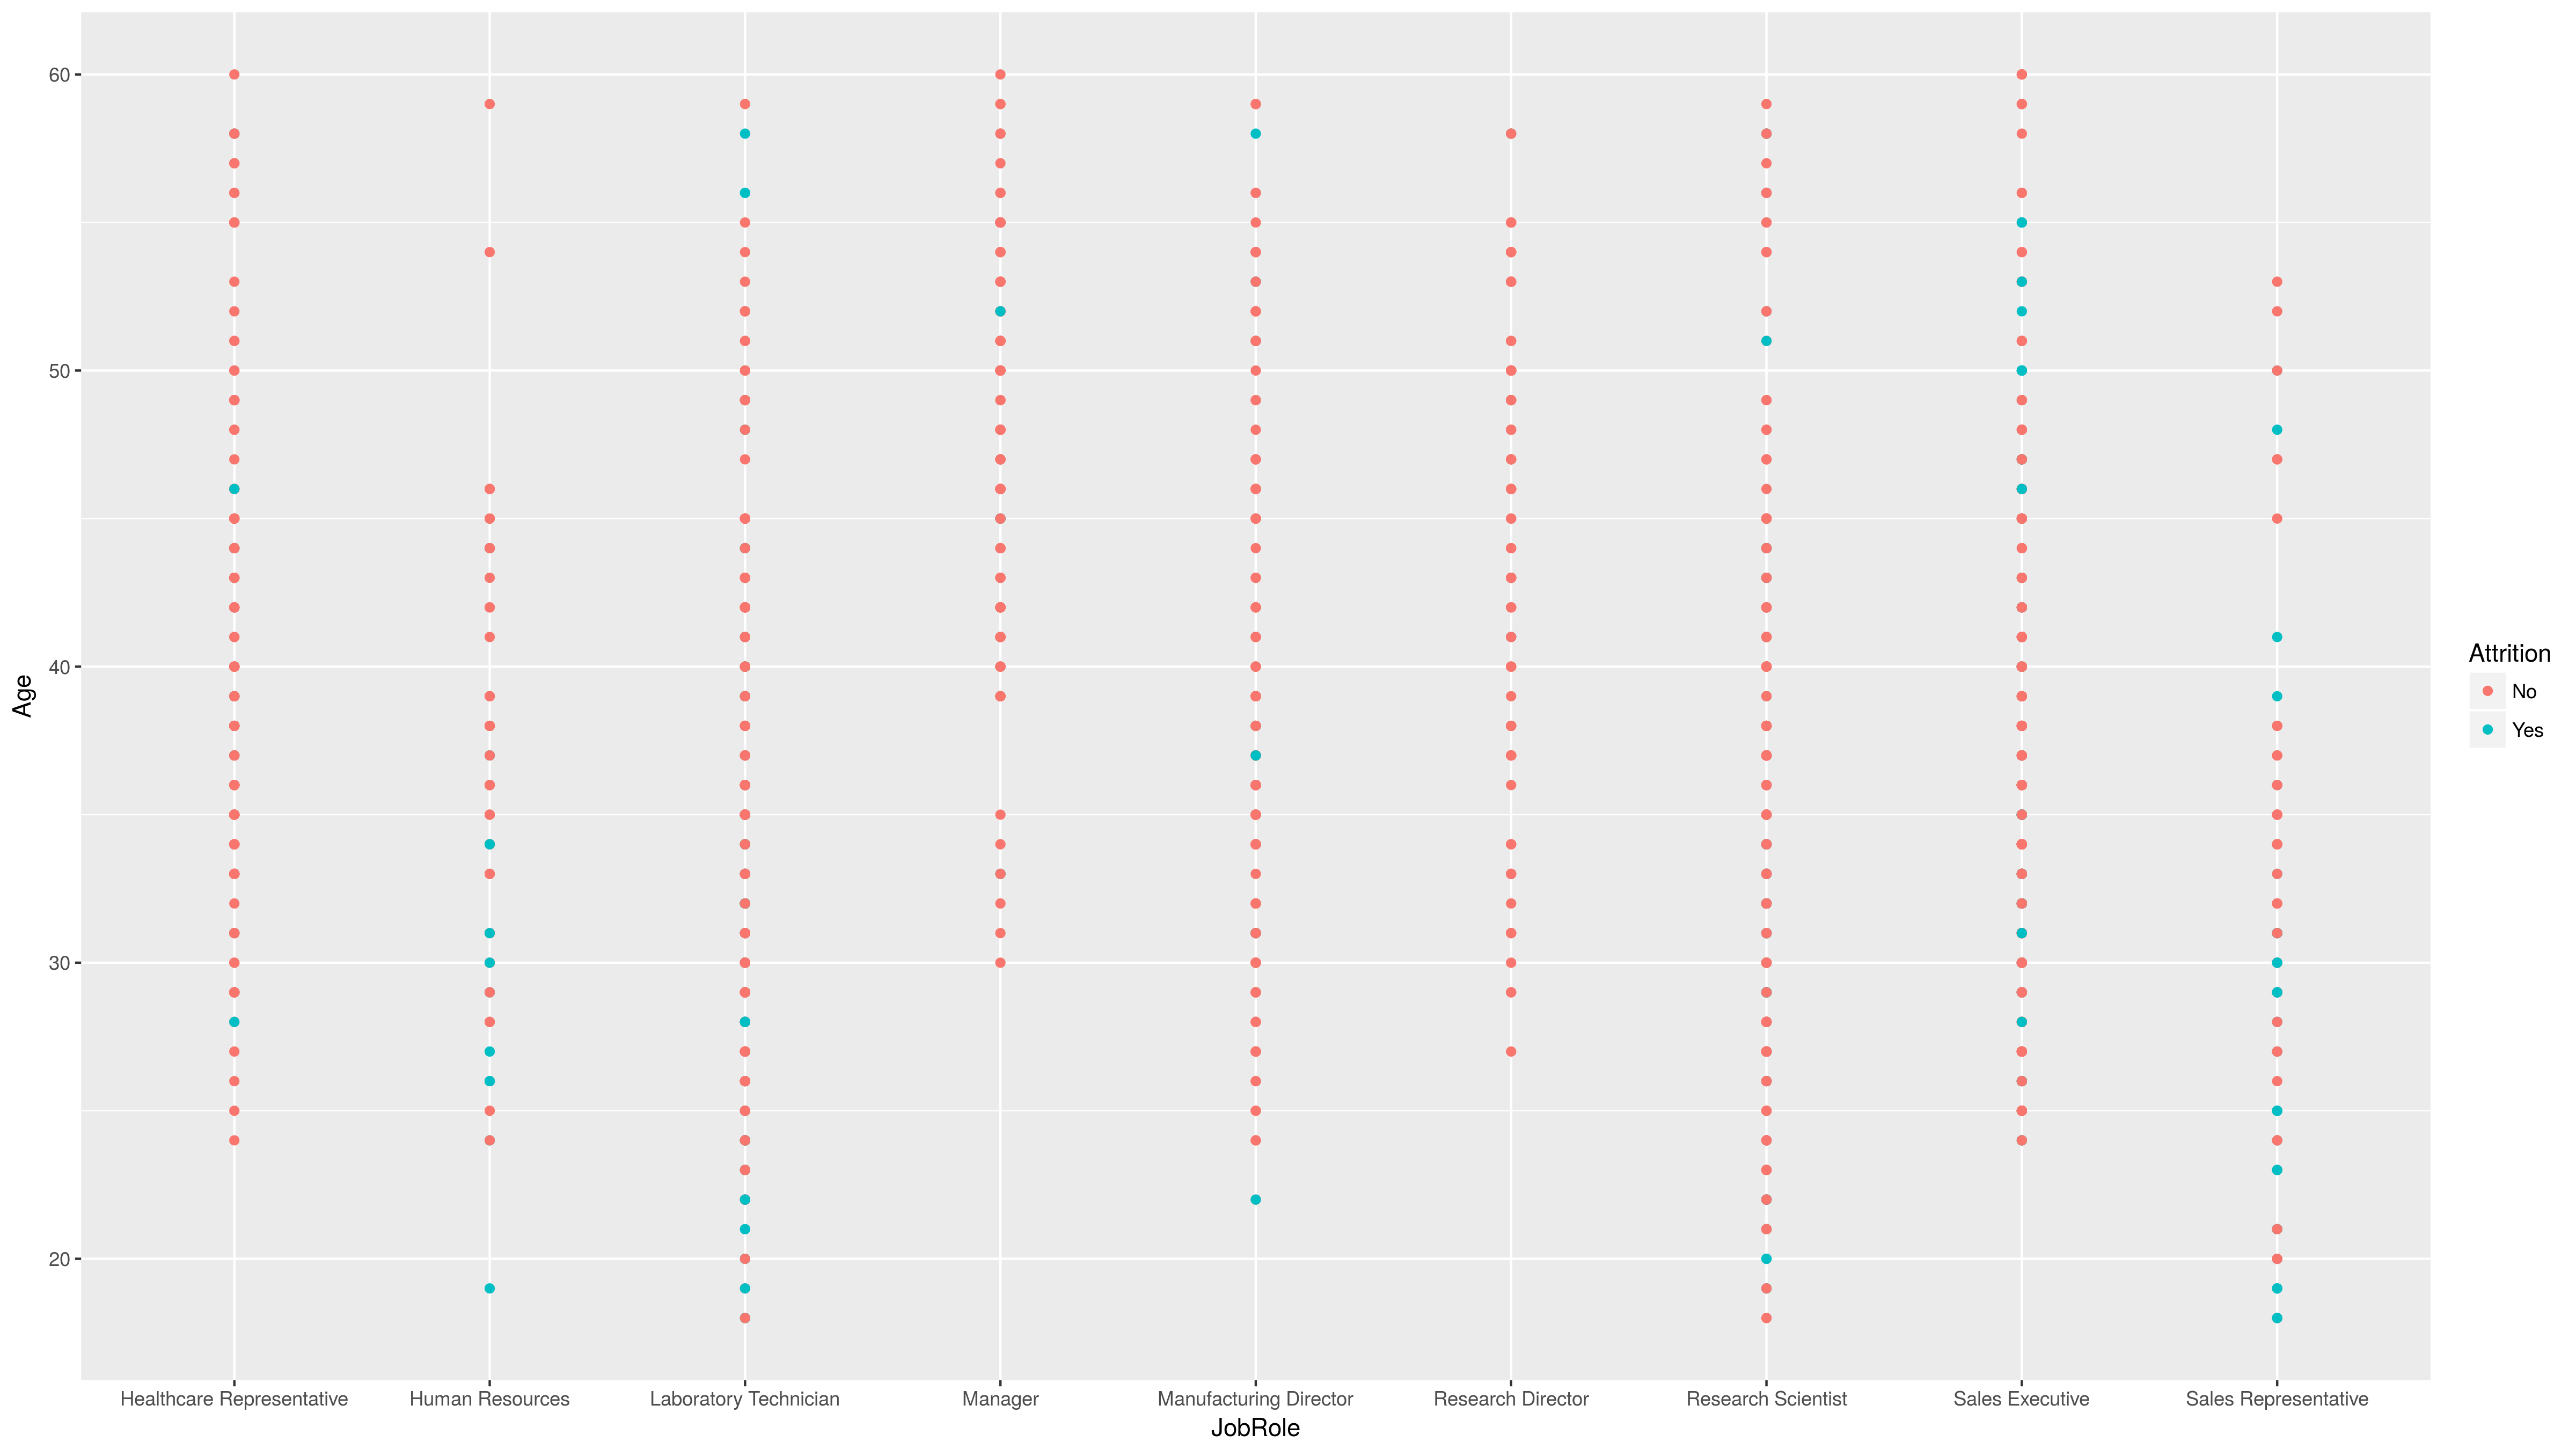 60
50
40
30
20
Age
Healthcare Representative
Human Resources
Laboratory Technician
Manager
Manufacturing Director
Research Director
Research Scientist
Sales Executive
Sales Representative
JobRole
Attrition
No
Yes